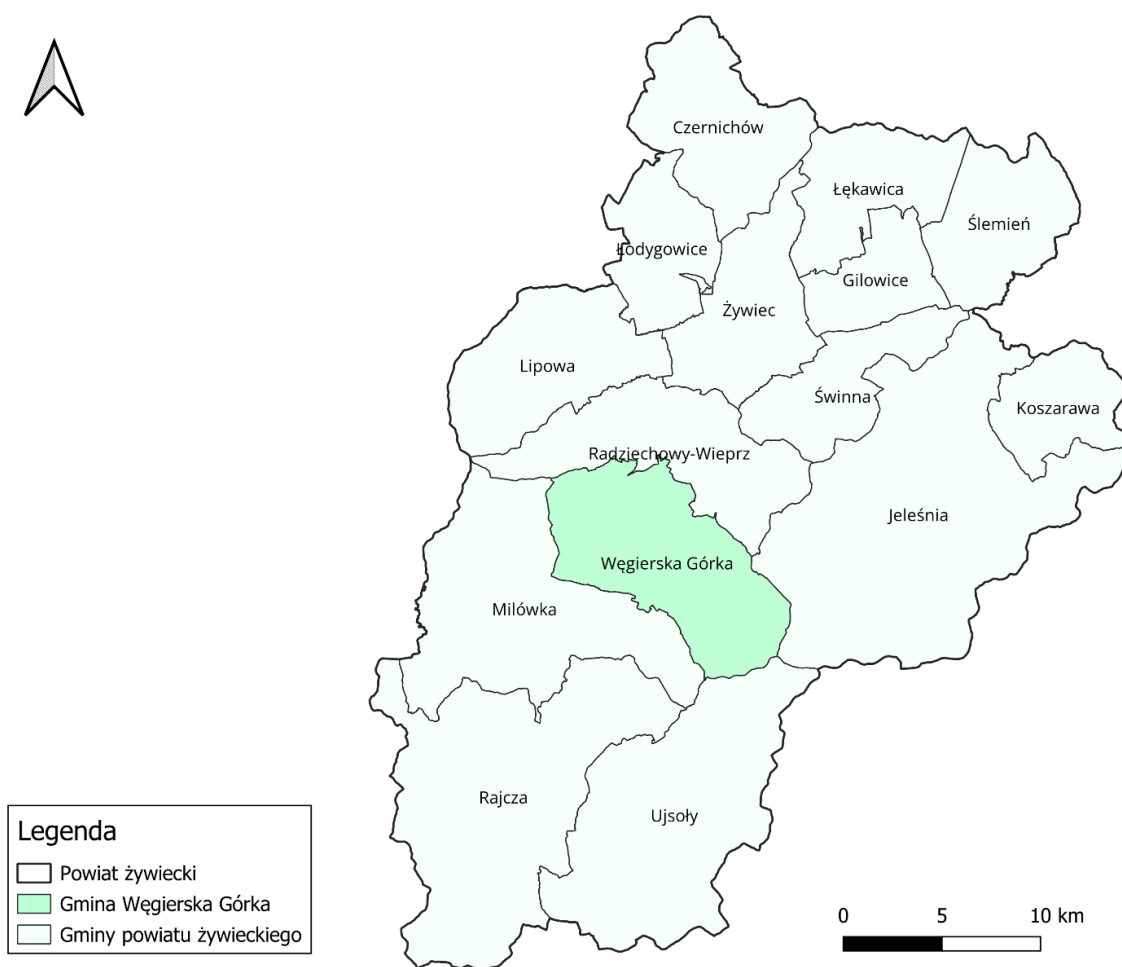 Czernichów
Łękawica
Ślemień
Łodygowice
Gilowice
Żywiec
Lipowa
Świnna
Koszarawa
Radziechowy-Wieprz
Jeleśnia
Węgierska Górka
Milówka
Rajcza
Ujsoły
Legenda
Powiat żywiecki
Gmina Węgierska Górka
Gminy powiatu żywieckiego
0 5 10 km